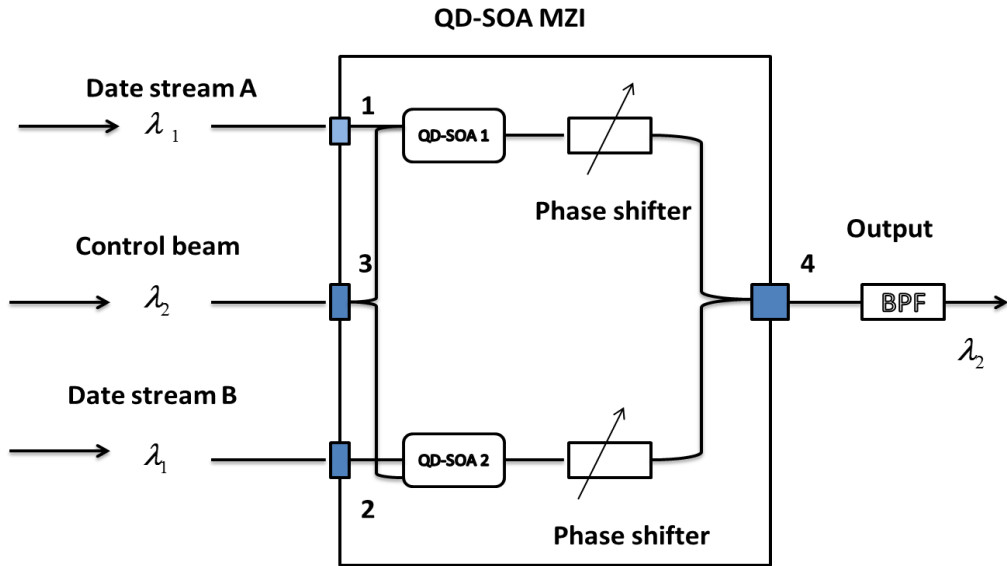 QD-SOA MZI
Date stream A
λ 1
1
QD-SOA 1
Phase shifter
Control beam
λ2
3
Output
4
BPF
λ2
Date stream B
λ1
QD-SOA 2
2
Phase shifter